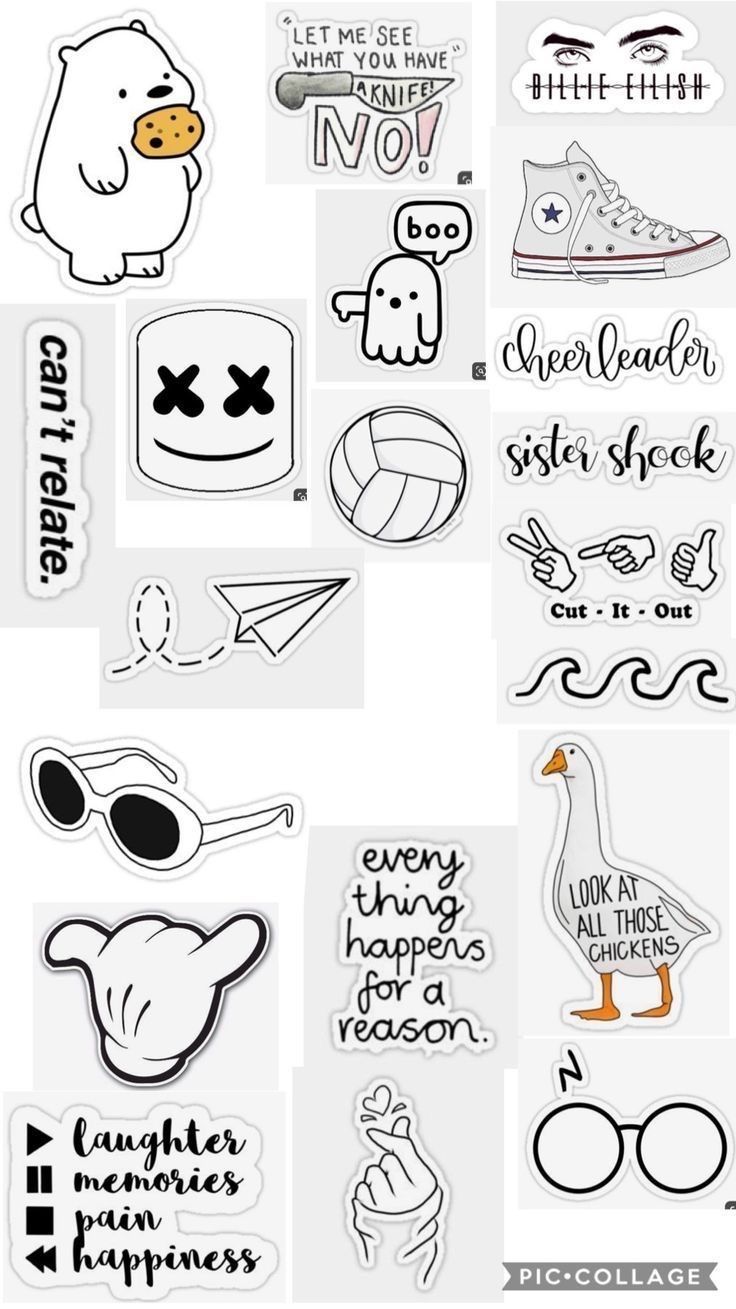 "LET ME SEE
WHAT YOU HAVE"
A KNIFE!
NO!
BILLIE EILISH
boo
cheerleader
can't relate.
sister shook
Cut - It - Out
LOOK AT
ALL THOSE
CHICKENS
every
thing
happens
for a
reason.
laughter
memories
pain
happiness
PIC•COLLAGE